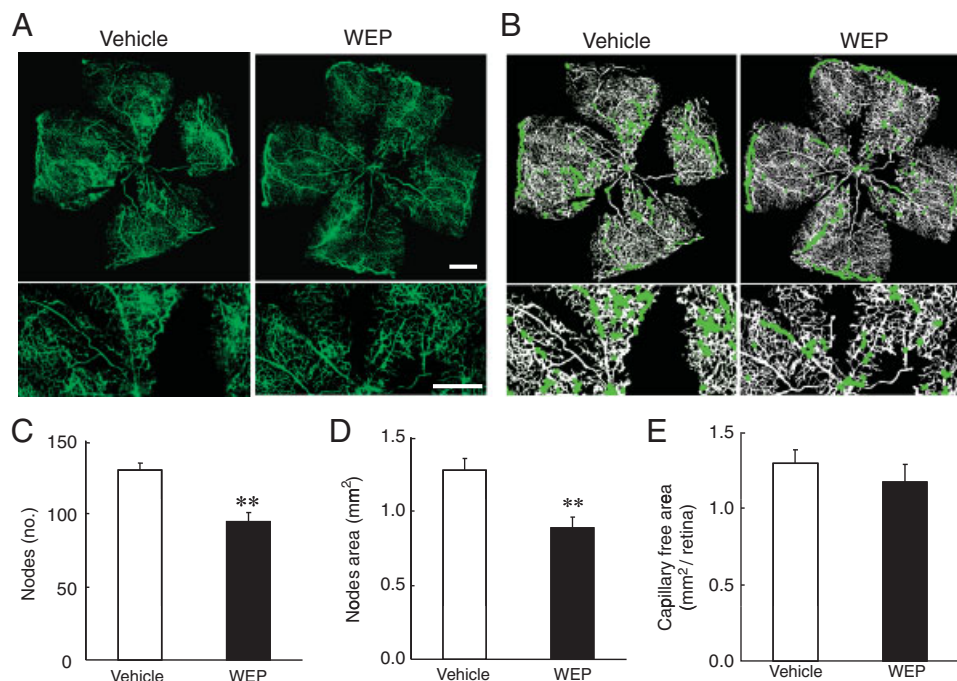 A
Vehicle
WEP
B
Vehicle
WEP
C
Nodes (no.)
150
100
50
0
**
Vehicle
WEP
D
Nodes area (mm²)
1.5
1.0
0.5
0.0
**
Vehicle
WEP
E
Capillary free area
(mm² / retina)
1.5
1.0
0.5
0.0
Vehicle
WEP